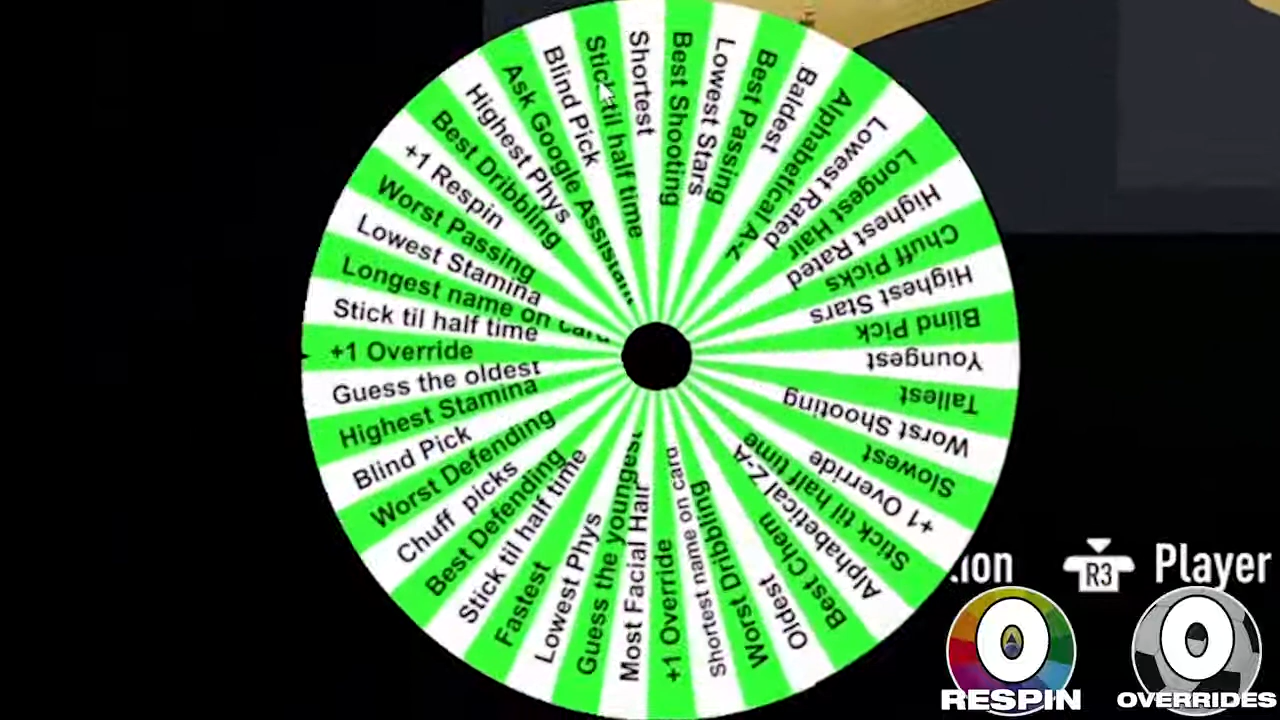 Shortest
Best Shooting
Lowest Stars
Best Passing
Baldest
Alphabetical A-Z
Lowest Rated
Longest Hair
Highest Rated
Chuff Picks
Highest Stars
Blind Pick
Youngest
Tallest
Worst Shooting
Slowest
+1 Override
Stick til half time
Alphabetical Z-A
Best Chem
Oldest
Worst Dribbling
Shortest name on card
+1 Override
Most Facial Hair
Guess the youngest
Lowest Phys
Fastest
Stick til half time
Best Defending
Chuff picks
Worst Defending
Blind Pick
Highest Stamina
Guess the oldest
+1 Override
Stick til half time
Longest name on card
Lowest Stamina
Worst Passing
+1 Respin
Best Dribbling
Highest Phys
Ask Google Assistant
Blind Pick
Stick til half time
R3 Player
0
RESPIN
0
OVERRIDES